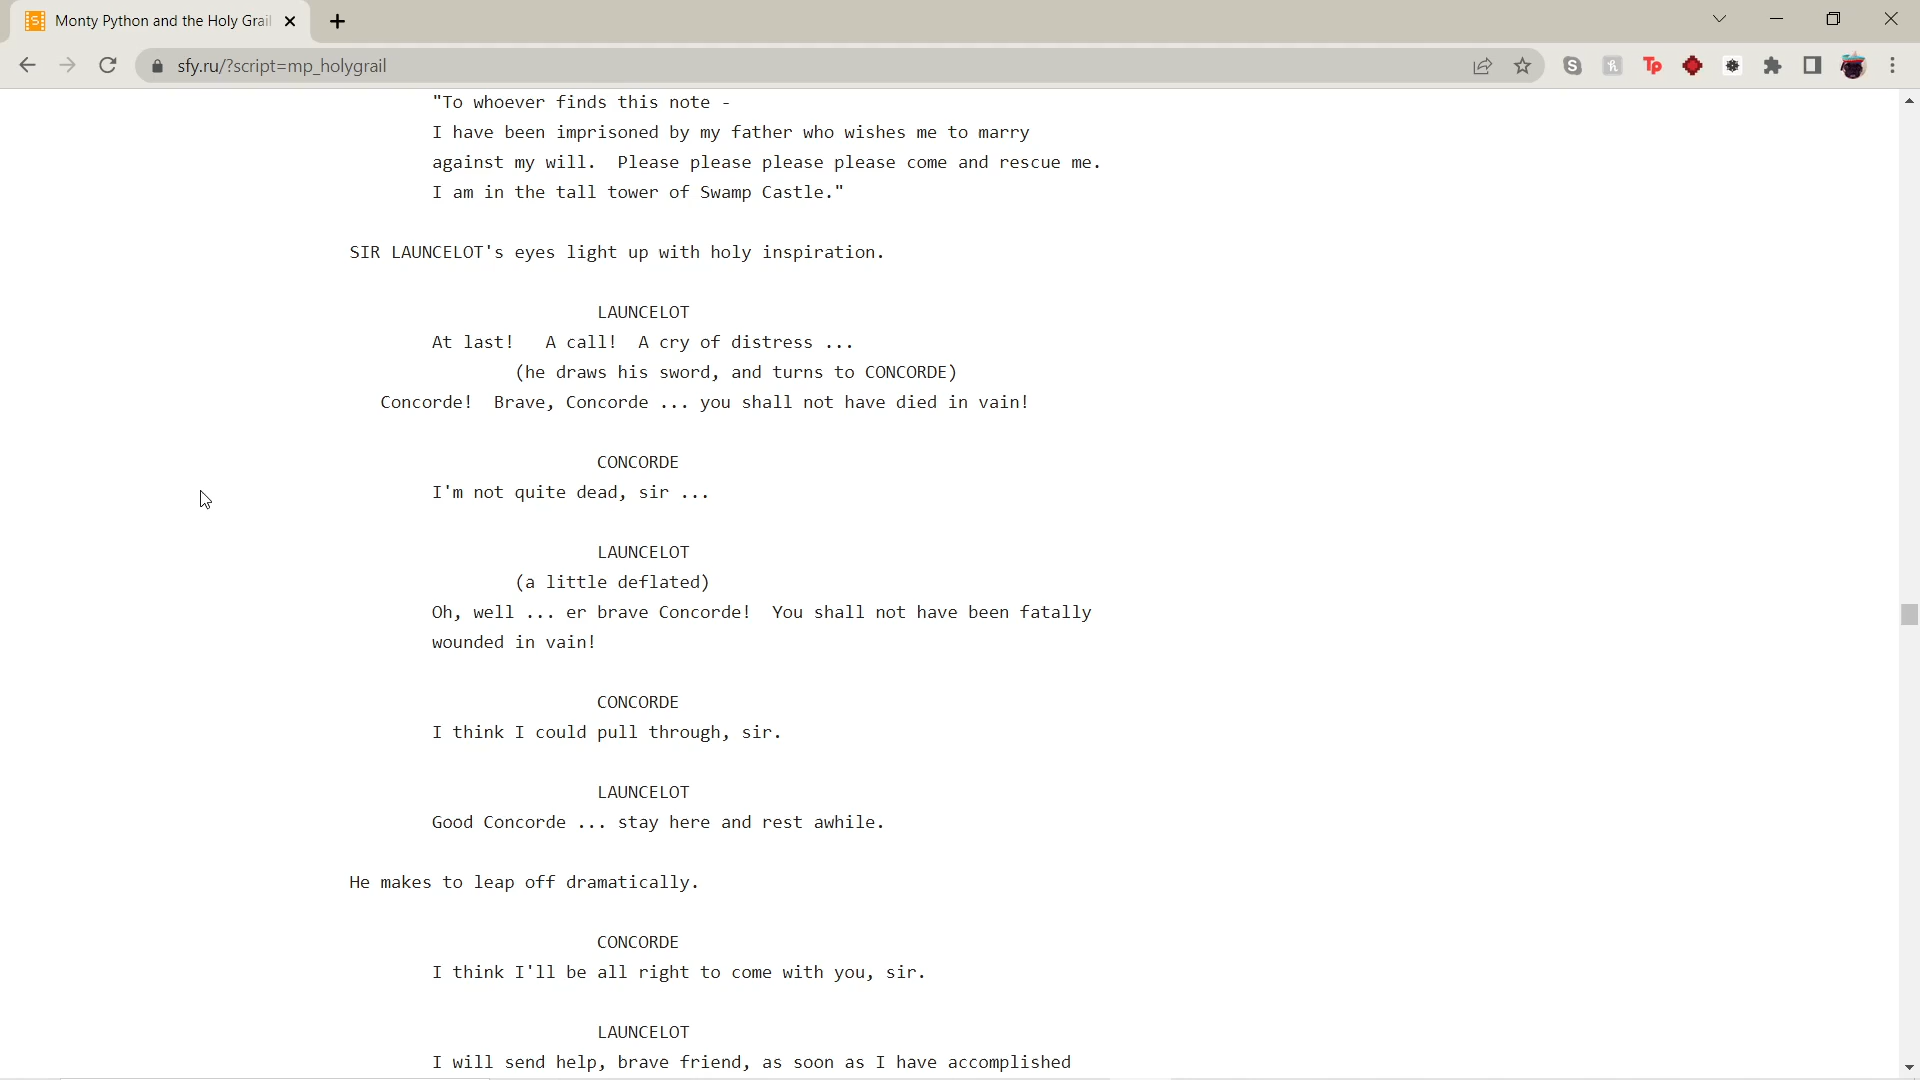 Monty Python and the Holy Grail
sfy.ru/?script=mp_holygrail
"To whoever finds this note -
I have been imprisoned by my father who wishes me to marry
against my will.  Please please please please come and rescue me.
I am in the tall tower of Swamp Castle."
SIR LAUNCELOT's eyes light up with holy inspiration.
LAUNCELOT
At last!   A call!  A cry of distress ...
(he draws his sword, and turns to CONCORDE)
Concorde!  Brave, Concorde ... you shall not have died in vain!
CONCORDE
I'm not quite dead, sir ...
LAUNCELOT
(a little deflated)
Oh, well ... er brave Concorde!  You shall not have been fatally
wounded in vain!
CONCORDE
I think I could pull through, sir.
LAUNCELOT
Good Concorde ... stay here and rest awhile.
He makes to leap off dramatically.
CONCORDE
I think I'll be all right to come with you, sir.
LAUNCELOT
I will send help, brave friend, as soon as I have accomplished